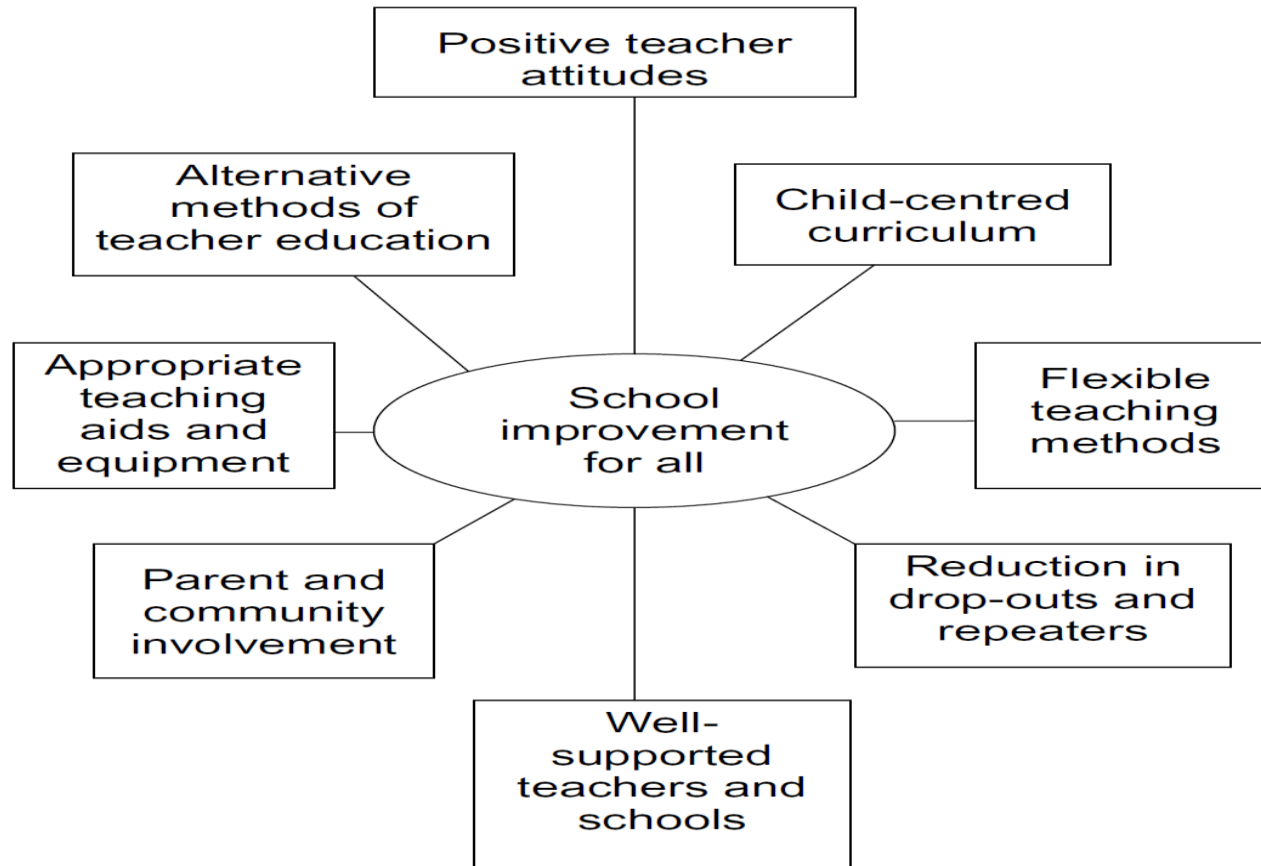 Positive teacher
attitudes
Alternative
methods of
teacher education
Child-centred
curriculum
Appropriate
teaching
aids and
equipment
School
improvement
for all
Flexible
teaching
methods
Parent and
community
involvement
Reduction in
drop-outs and
repeaters
Well-
supported
teachers and
schools